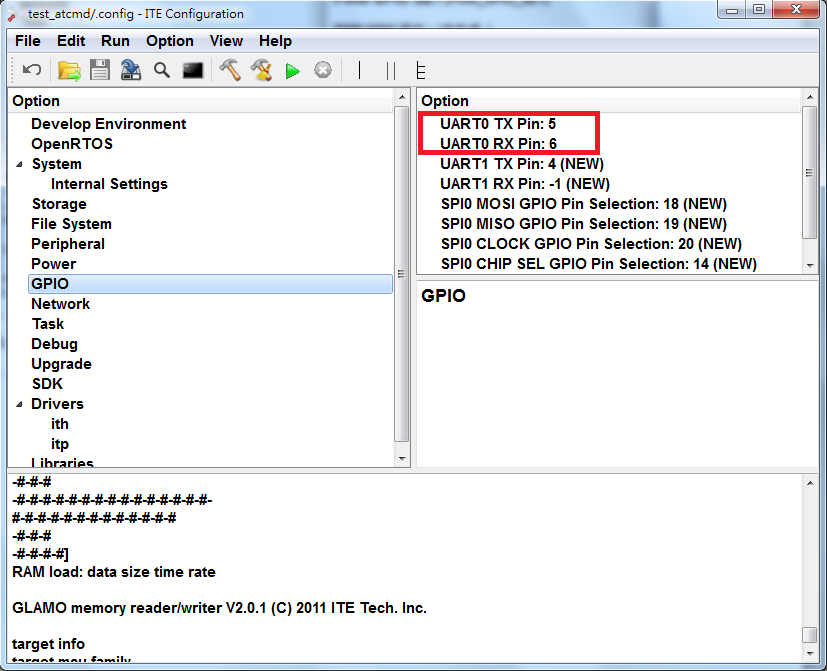 test_atcmd/.config - ITE Configuration
File Edit Run Option View Help
Option
Develop Environment
OpenRTOS
System
Internal Settings
Storage
File System
Peripheral
Power
GPIO
Network
Task
Debug
Upgrade
SDK
Drivers
ith
itp
Libraries
Option
UART0 TX Pin: 5
UART0 RX Pin: 6
UART1 TX Pin: 4 (NEW)
UART1 RX Pin: -1 (NEW)
SPI0 MOSI GPIO Pin Selection: 18 (NEW)
SPI0 MISO GPIO Pin Selection: 19 (NEW)
SPI0 CLOCK GPIO Pin Selection: 20 (NEW)
SPI0 CHIP SEL GPIO Pin Selection: 14 (NEW)
GPIO
-#-#-#
-#-#-#-#-#-#-#-#-#-#-#-#-#-#-#-
#-#-#-#-#-#-#-#-#-#-#-#-#
-#-#-#
-#-#-#-#]
RAM load: data size time rate
GLAMO memory reader/writer V2.0.1 (C) 2011 ITE Tech. Inc.
target info
target mcu family